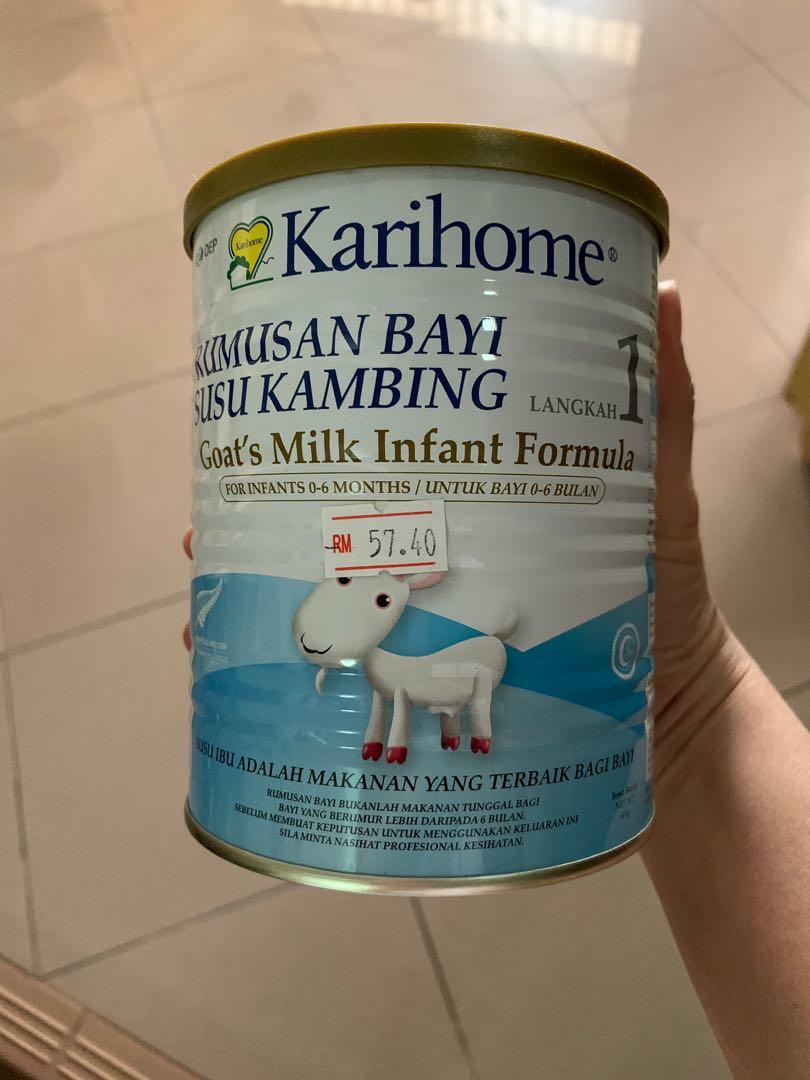 OEP
Karihome
Karihome®
RUMUSAN BAYI
SUSU KAMBING
LANGKAH 1
Goat's Milk Infant Formula
FOR INFANTS 0-6 MONTHS / UNTUK BAYI 0-6 BULAN
RM 57.40
SUSU IBU ADALAH MAKANAN YANG TERBAIK BAGI BAYI
RUMUSAN BAYI BUKANLAH MAKANAN TUNGGAL BAGI
BAYI YANG BERUMUR LEBIH DARIPADA 6 BULAN.
SEBELUM MEMBUAT KEPUTUSAN UNTUK MENGGUNAKAN KELUARAN INI
SILA MINTA NASIHAT PROFESIONAL KESIHATAN.